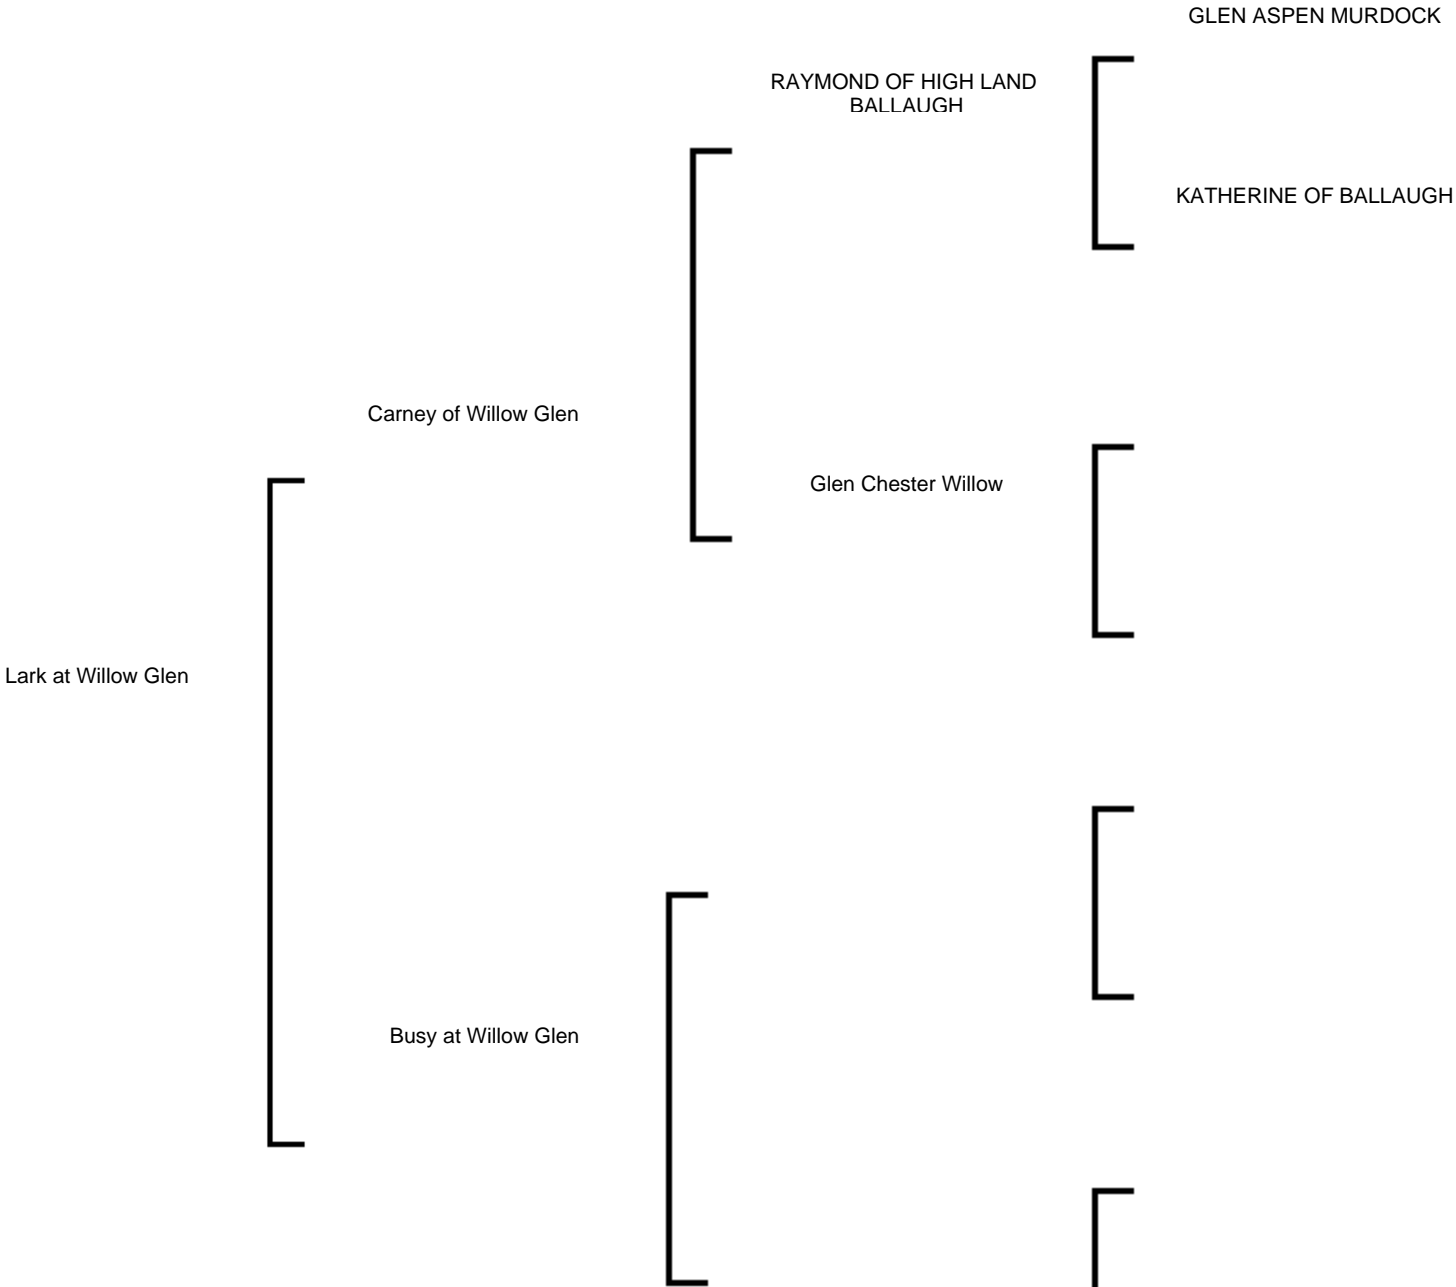 GLEN ASPEN MURDOCK
RAYMOND OF HIGH LAND
BALLAUGH
KATHERINE OF BALLAUGH
Carney of Willow Glen
Glen Chester Willow
Lark at Willow Glen
Busy at Willow Glen